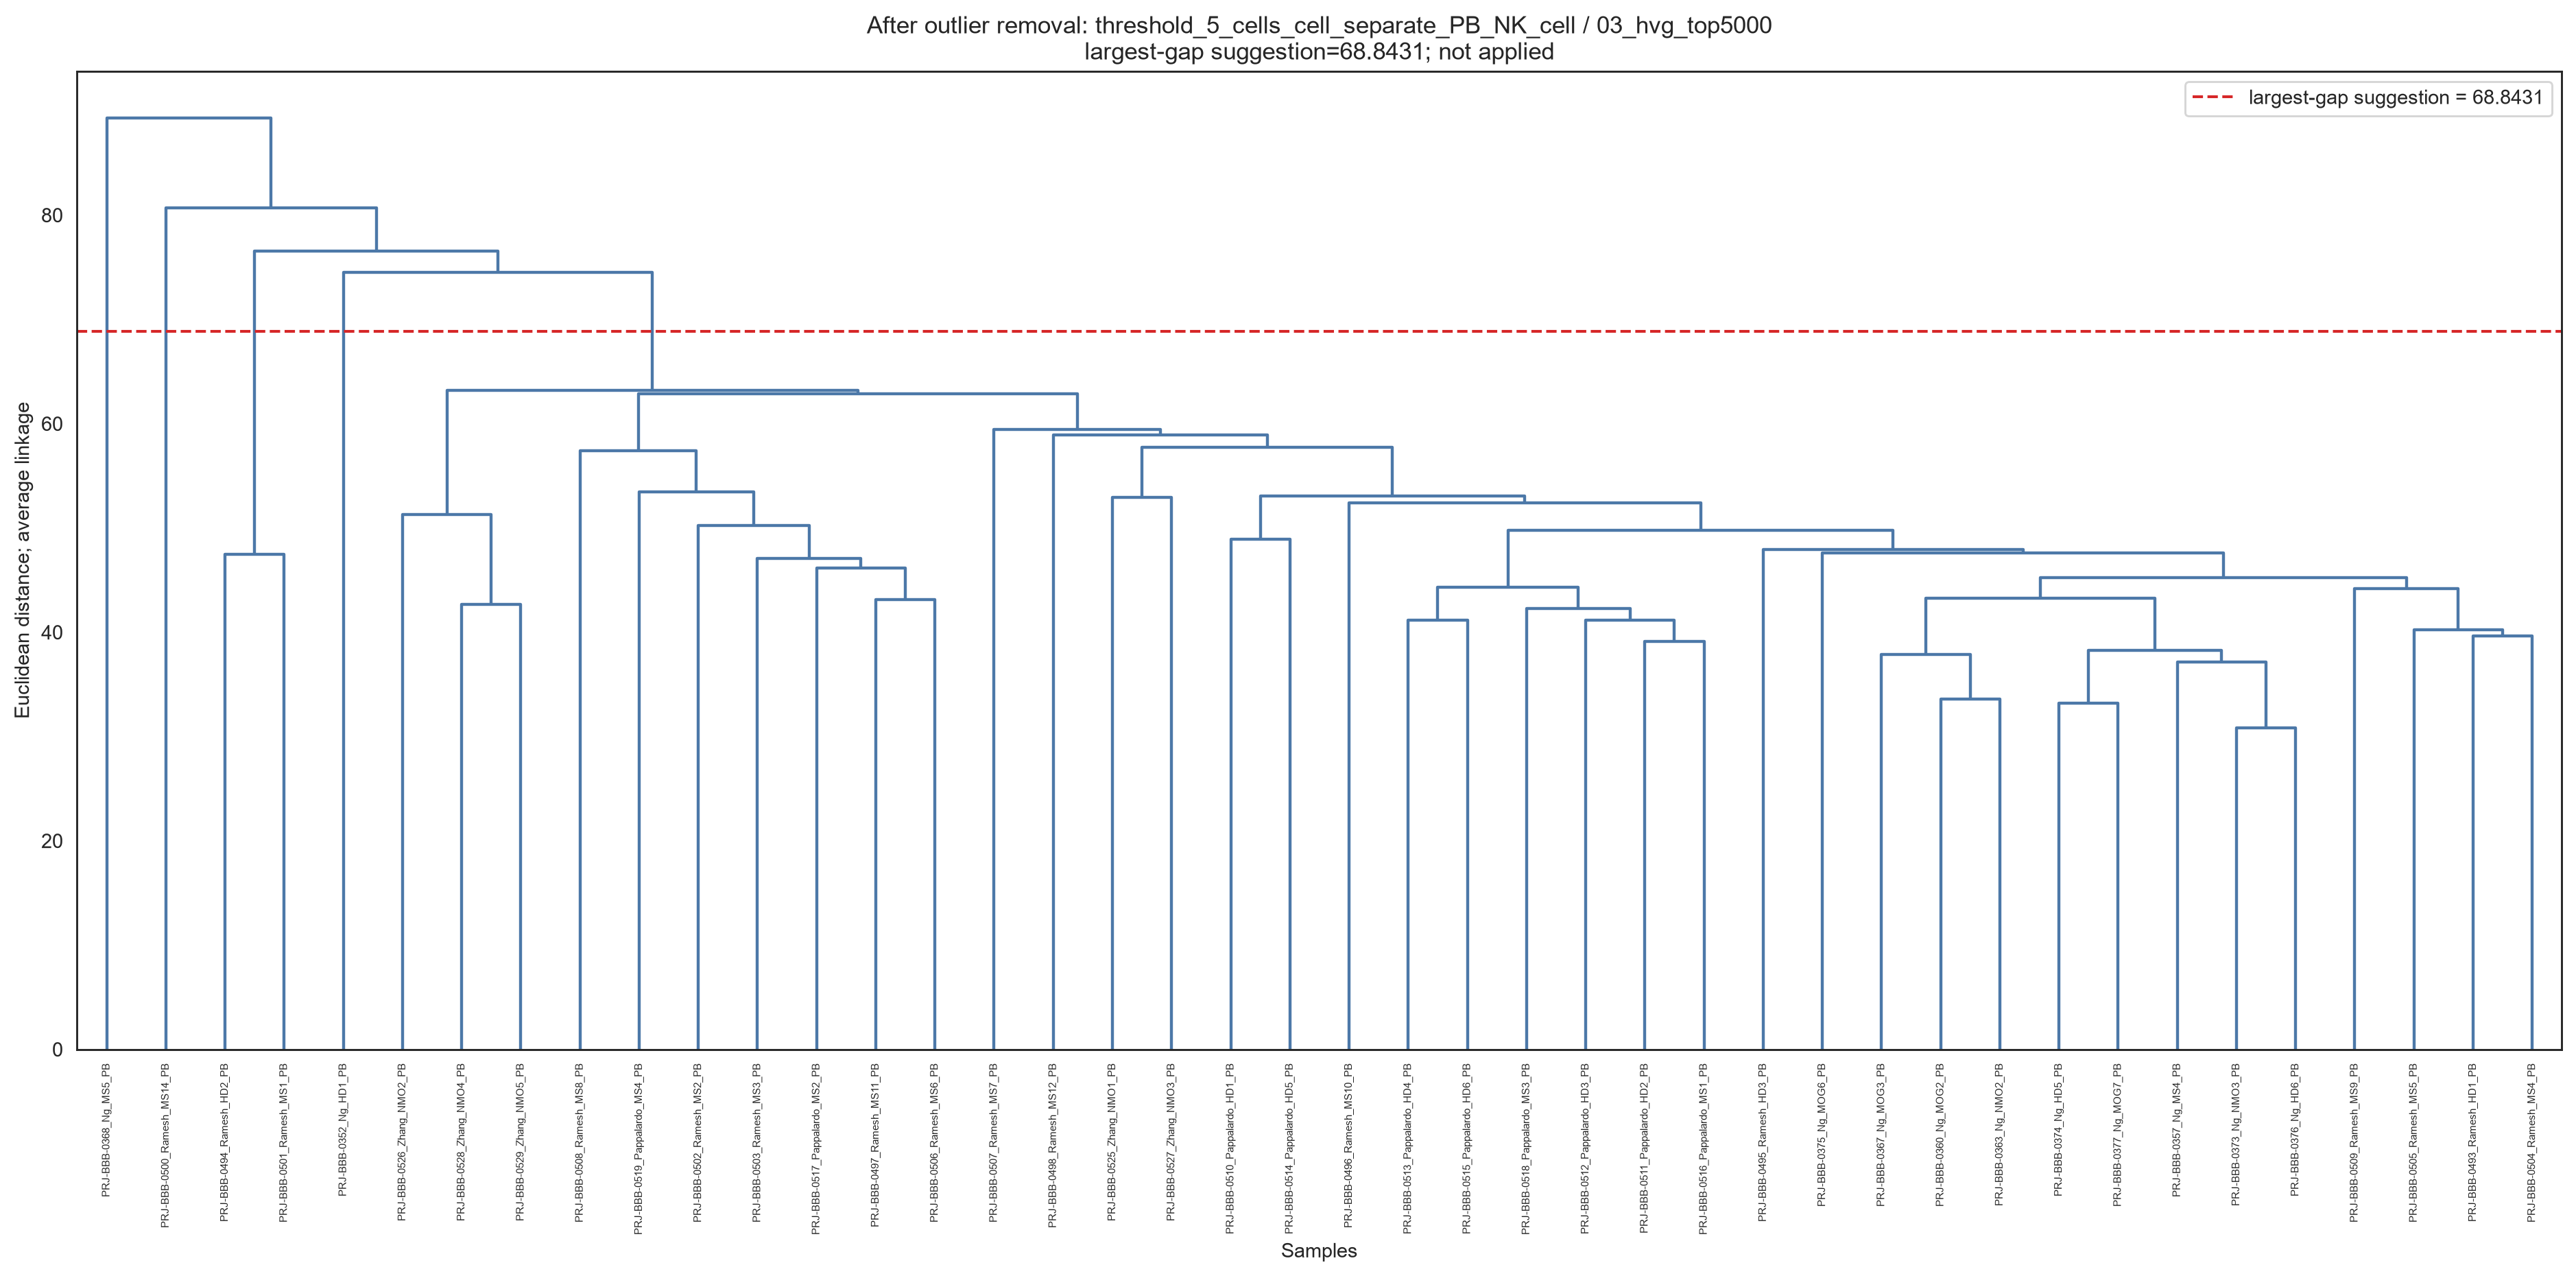 After outlier removal: threshold_5_cells_cell_separate_PB_NK_cell / 03_hvg_top5000
largest-gap suggestion=68.8431; not applied
largest-gap suggestion = 68.8431
Euclidean distance; average linkage
80
60
40
20
0
PRJ-BBB-0368_Ng_MS5_PB
PRJ-BBB-0500_Ramesh_MS14_PB
PRJ-BBB-0494_Ramesh_HD2_PB
PRJ-BBB-0501_Ramesh_MS1_PB
PRJ-BBB-0352_Ng_HD1_PB
PRJ-BBB-0526_Zhang_NMO2_PB
PRJ-BBB-0528_Zhang_NMO4_PB
PRJ-BBB-0529_Zhang_NMO5_PB
PRJ-BBB-0508_Ramesh_MS8_PB
PRJ-BBB-0519_Pappalardo_MS4_PB
PRJ-BBB-0502_Ramesh_MS2_PB
PRJ-BBB-0503_Ramesh_MS3_PB
PRJ-BBB-0517_Pappalardo_MS2_PB
PRJ-BBB-0497_Ramesh_MS11_PB
PRJ-BBB-0506_Ramesh_MS6_PB
PRJ-BBB-0507_Ramesh_MS7_PB
PRJ-BBB-0498_Ramesh_MS12_PB
PRJ-BBB-0525_Zhang_NMO1_PB
PRJ-BBB-0527_Zhang_NMO3_PB
PRJ-BBB-0510_Pappalardo_HD1_PB
PRJ-BBB-0514_Pappalardo_HD5_PB
PRJ-BBB-0496_Ramesh_MS10_PB
PRJ-BBB-0513_Pappalardo_HD4_PB
PRJ-BBB-0515_Pappalardo_HD6_PB
PRJ-BBB-0518_Pappalardo_MS3_PB
PRJ-BBB-0512_Pappalardo_HD3_PB
PRJ-BBB-0511_Pappalardo_HD2_PB
PRJ-BBB-0516_Pappalardo_MS1_PB
PRJ-BBB-0495_Ramesh_HD3_PB
PRJ-BBB-0375_Ng_MOG6_PB
PRJ-BBB-0367_Ng_MOG3_PB
PRJ-BBB-0360_Ng_MOG2_PB
PRJ-BBB-0363_Ng_NMO2_PB
PRJ-BBB-0374_Ng_HD5_PB
PRJ-BBB-0377_Ng_MOG7_PB
PRJ-BBB-0357_Ng_MS4_PB
PRJ-BBB-0373_Ng_NMO3_PB
PRJ-BBB-0376_Ng_HD6_PB
PRJ-BBB-0509_Ramesh_MS9_PB
PRJ-BBB-0505_Ramesh_MS5_PB
PRJ-BBB-0493_Ramesh_HD1_PB
PRJ-BBB-0504_Ramesh_MS4_PB
Samples